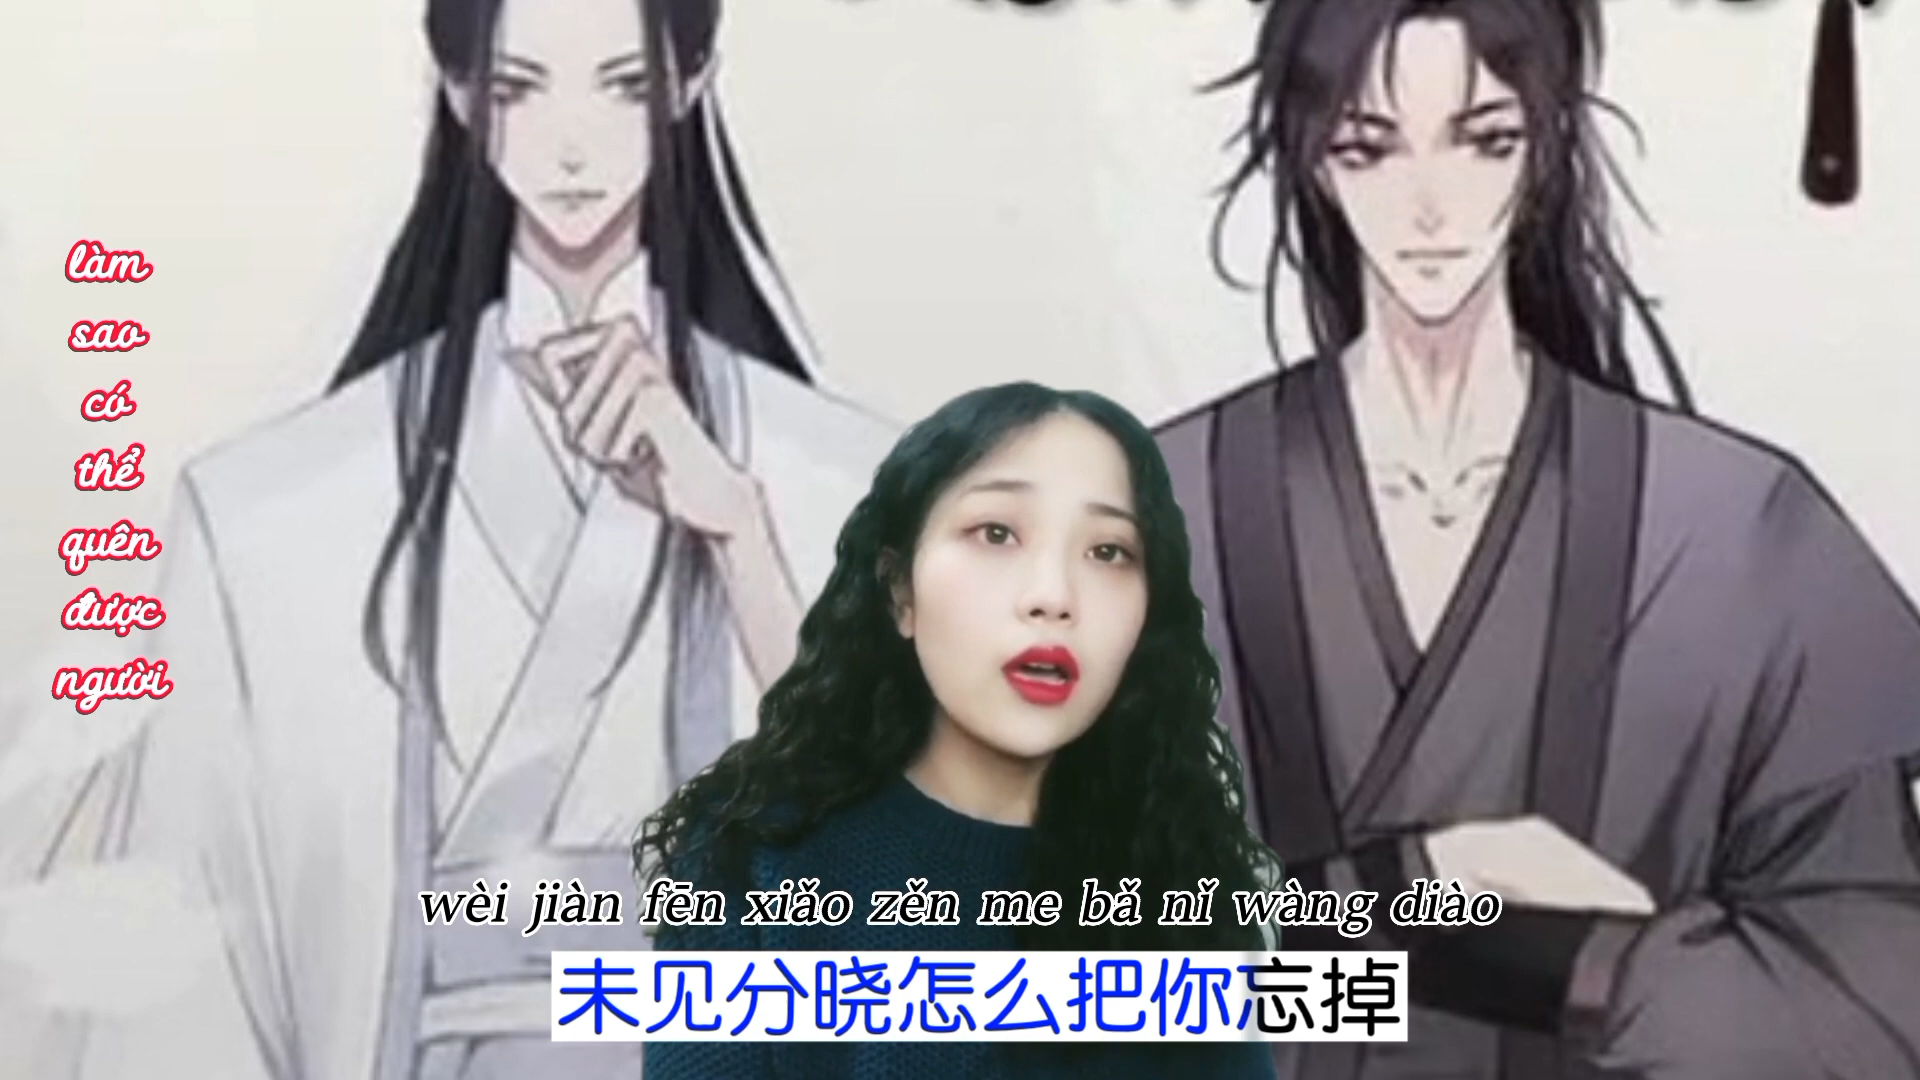 làm
sao
có
thể
quên
được
người
wèi jiàn fēn xiǎo zěn me bǎ nǐ wàng diào
未见分晓怎么把你忘掉